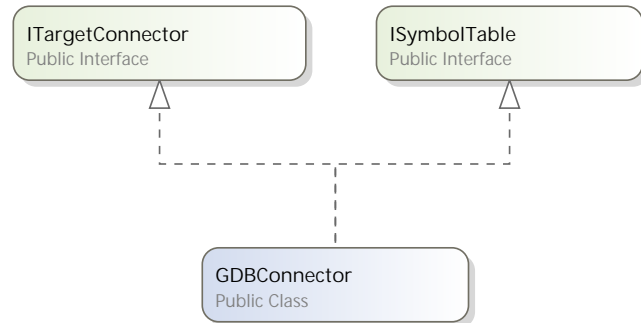 ITargetConnector
Public Interface
ISymbolTable
Public Interface
GDBConnector
Public Class